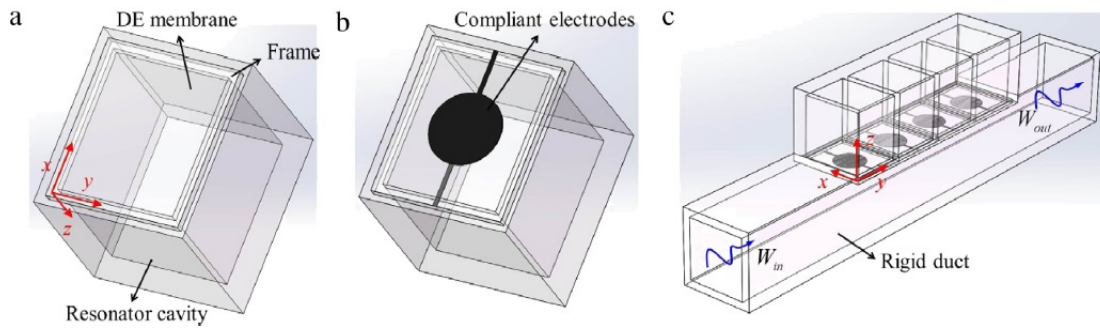 a
DE membrane
Frame
x
y
z
Resonator cavity
b
Compliant electrodes
c
W_out
z
x
y
W_in
Rigid duct